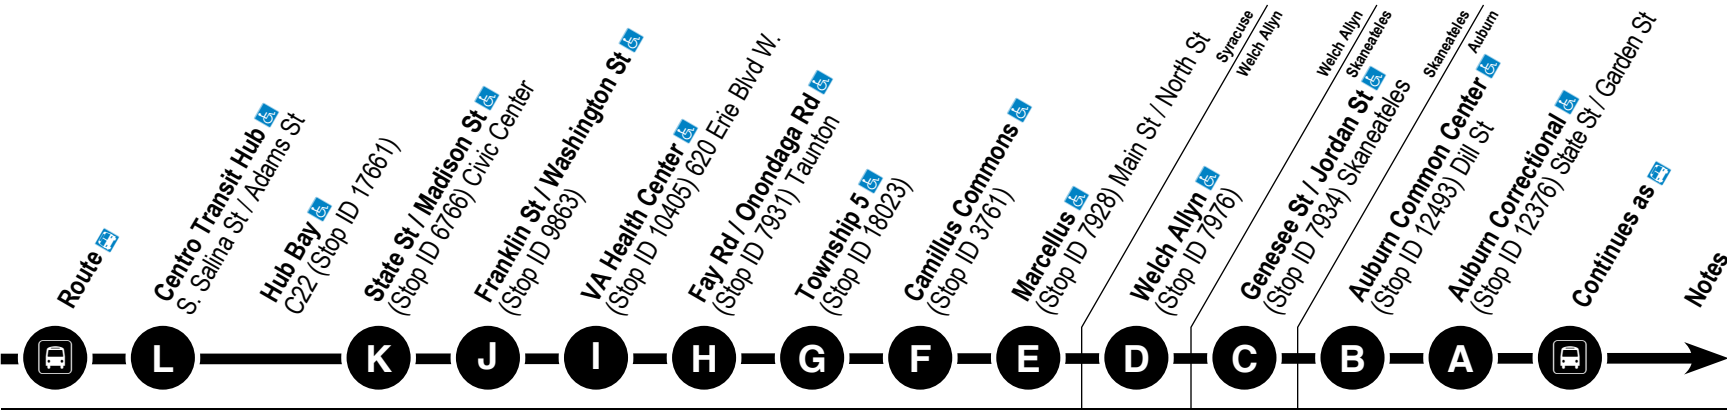 Route
Centro Transit Hub
S. Salina St / Adams St
Hub Bay
C22 (Stop ID 17661)
State St / Madison St
(Stop ID 6766) Civic Center
Franklin St / Washington St
(Stop ID 9863)
VA Health Center
(Stop ID 10405) 620 Erie Blvd W.
Fay Rd / Onondaga Rd
(Stop ID 7931) Taunton
Township 5
(Stop ID 18023)
Camillus Commons
(Stop ID 3761)
Marcellus
(Stop ID 7928) Main St / North St
Syracuse
Welch Allyn
Welch Allyn
(Stop ID 7976)
Welch Allyn
Skaneateles
Genesee St / Jordan St
(Stop ID 7934) Skaneateles
Skaneateles
Auburn
Auburn Common Center
(Stop ID 12493) Dill St
Auburn Correctional
(Stop ID 12376) State St / Garden St
Continues as
Notes
L K J I H G F E D C B A